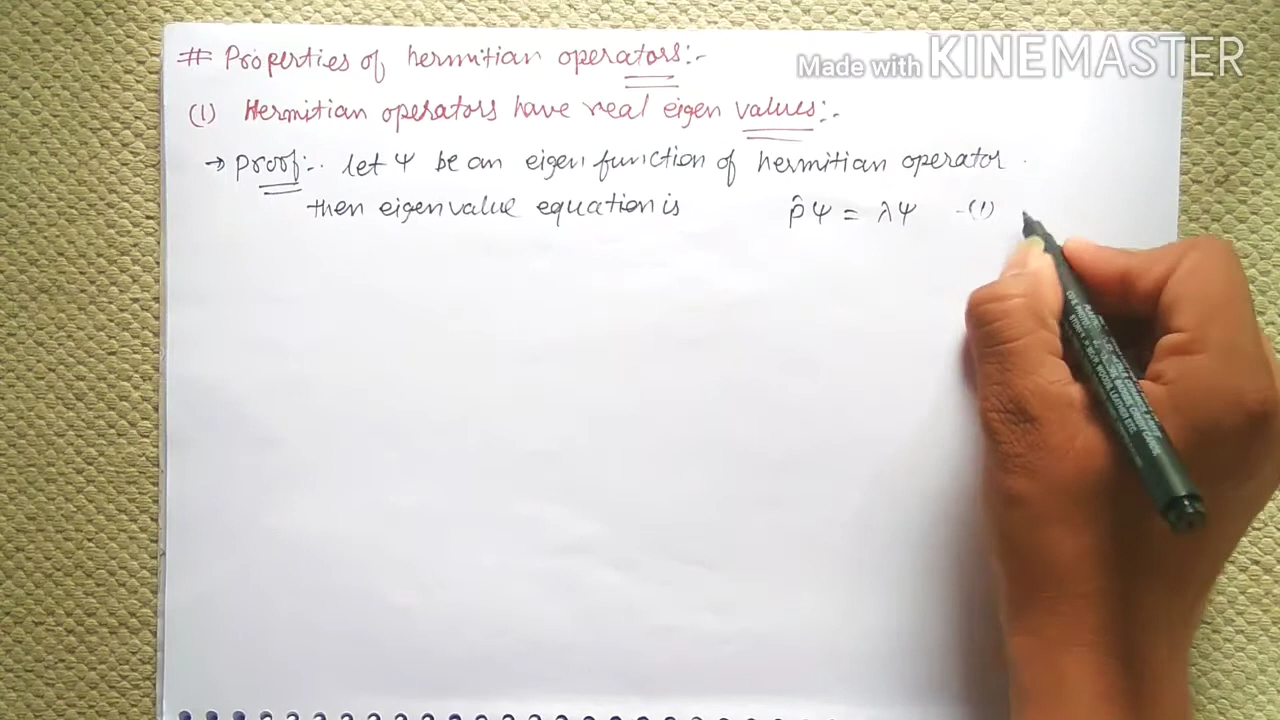 # Properties of hermitian operators:-
Made with KINEMASTER
(1) Hermitian operators have real eigen values:-
→ Proof:- let Ψ be an eigen function of hermitian operator
then eigenvalue equation is p̂Ψ = λΨ -(1)